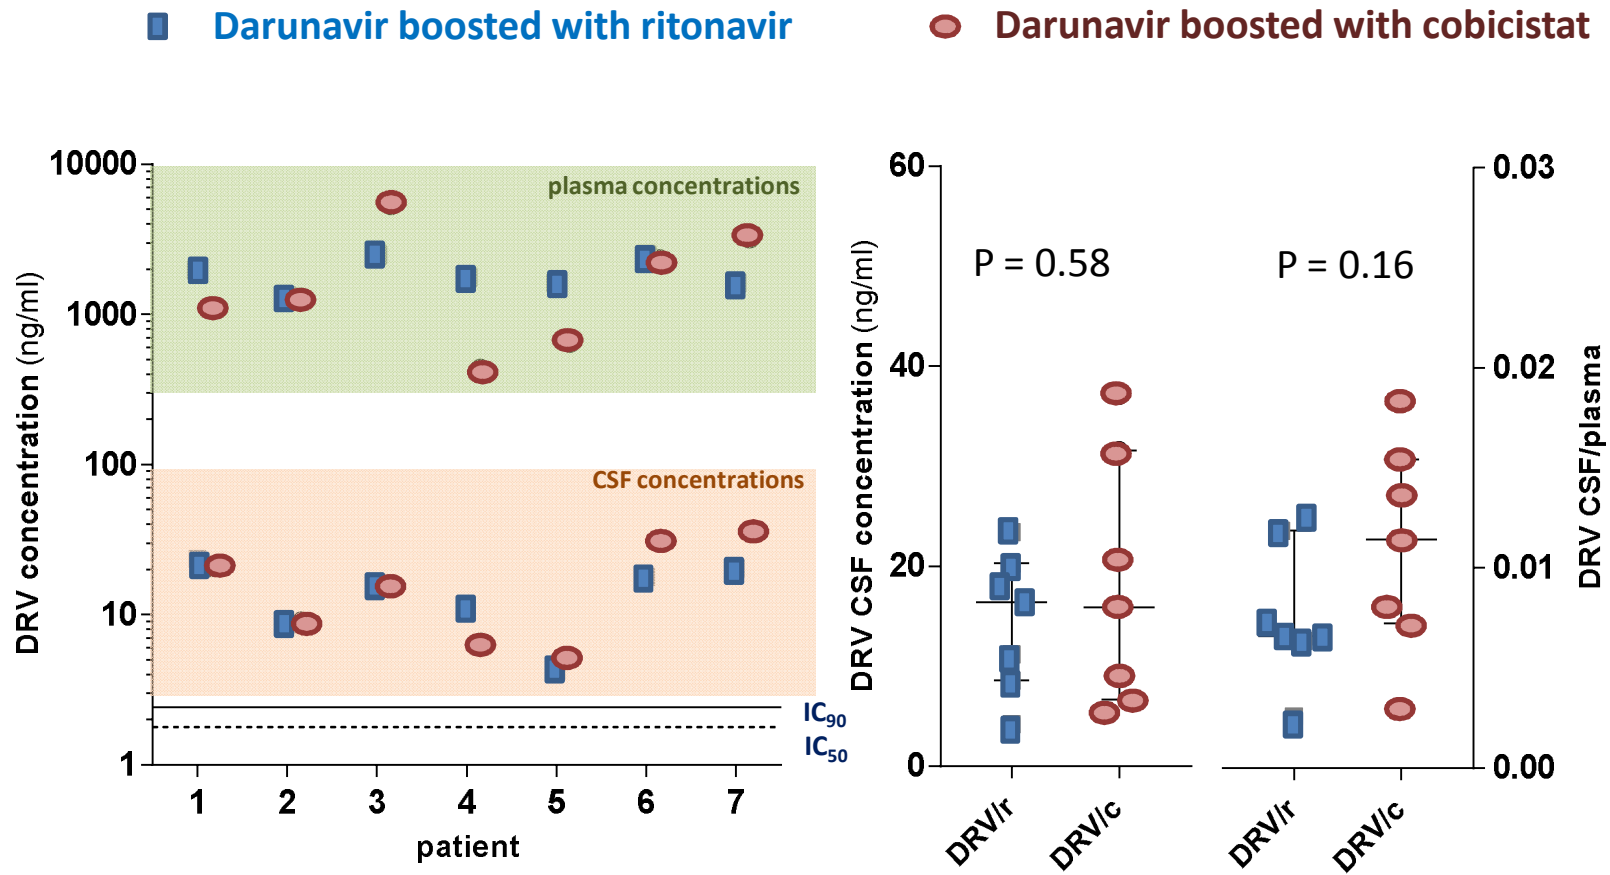 Darunavir boosted with ritonavir
Darunavir boosted with cobicistat
DRV concentration (ng/ml)
10000
1000
100
10
1
plasma concentrations
CSF concentrations
IC90
IC50
1 2 3 4 5 6 7
patient
DRV CSF concentration (ng/ml)
60
40
20
0
P = 0.58
P = 0.16
DRV/r
DRV/c
DRV/r
DRV/c
0.03
0.02
0.01
0.00
DRV CSF/plasma